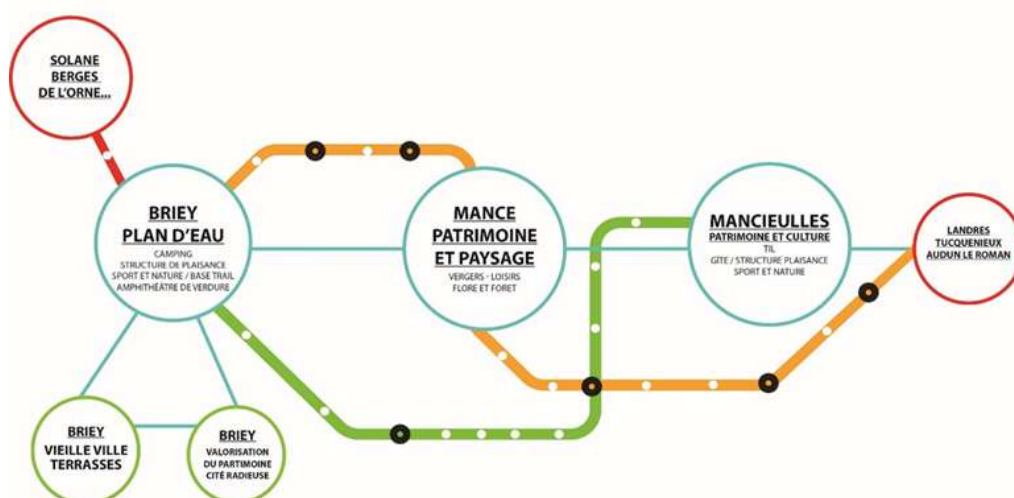 SOLANE
BERGES
DE L'ORNE...
BRIEY
PLAN D'EAU
CAMPING
STRUCTURE DE PLAISANCE
SPORT ET NATURE / BASE TRAIL
AMPHITHÉATRE DE VERDURE
MANCE
PATRIMOINE
ET PAYSAGE
VERGERS - LOISIRS
FLORE ET FORET
MANCIEULLES
PATRIMOINE ET CULTURE
TIL
GÎTE / STRUCTURE PLAISANCE
SPORT ET NATURE
LANDRES
TUCQUENIEUX
AUDUN LE ROMAN
BRIEY
VIEILLE VILLE
TERRASSES
BRIEY
VALORISATION
DU PARTIMOINE
CITÉ RADIEUSE